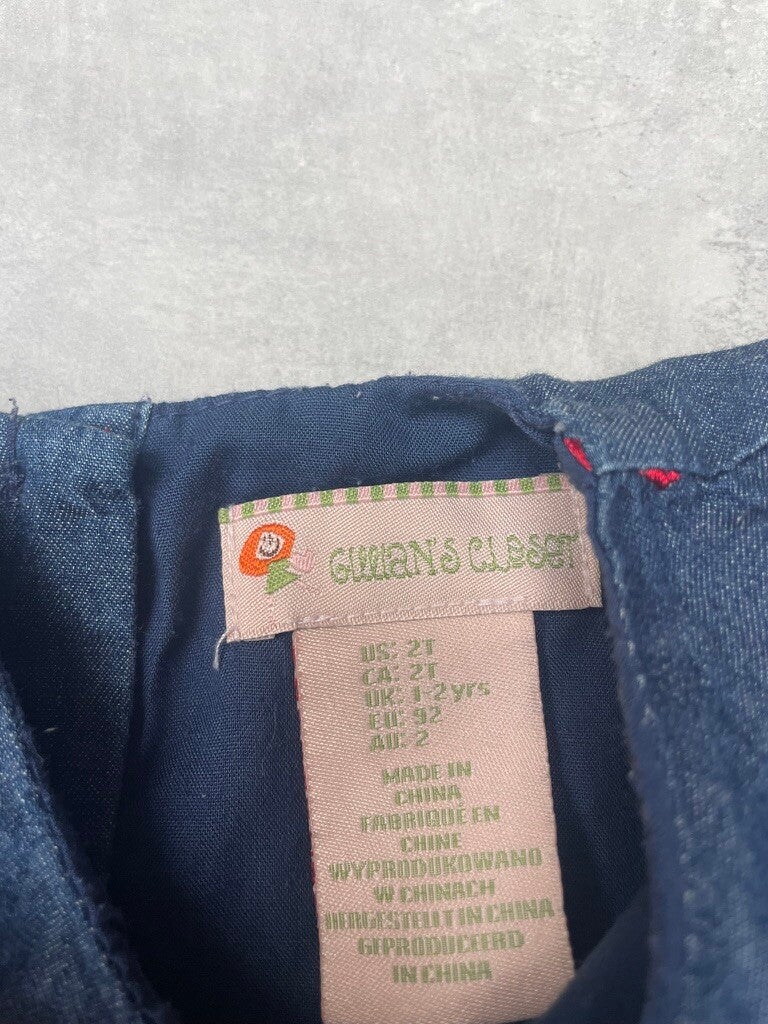 GILLIAN'S CLOSET
US: 2T
CA: 2T
UK: 1-2 yrs
EU: 92
AU: 2
MADE IN
CHINA
FABRIQUE EN
CHINE
WYPRODUKOWANO
W CHINACH
HERGESTELLT IN CHINA
GEPRODUCEERD
IN CHINA